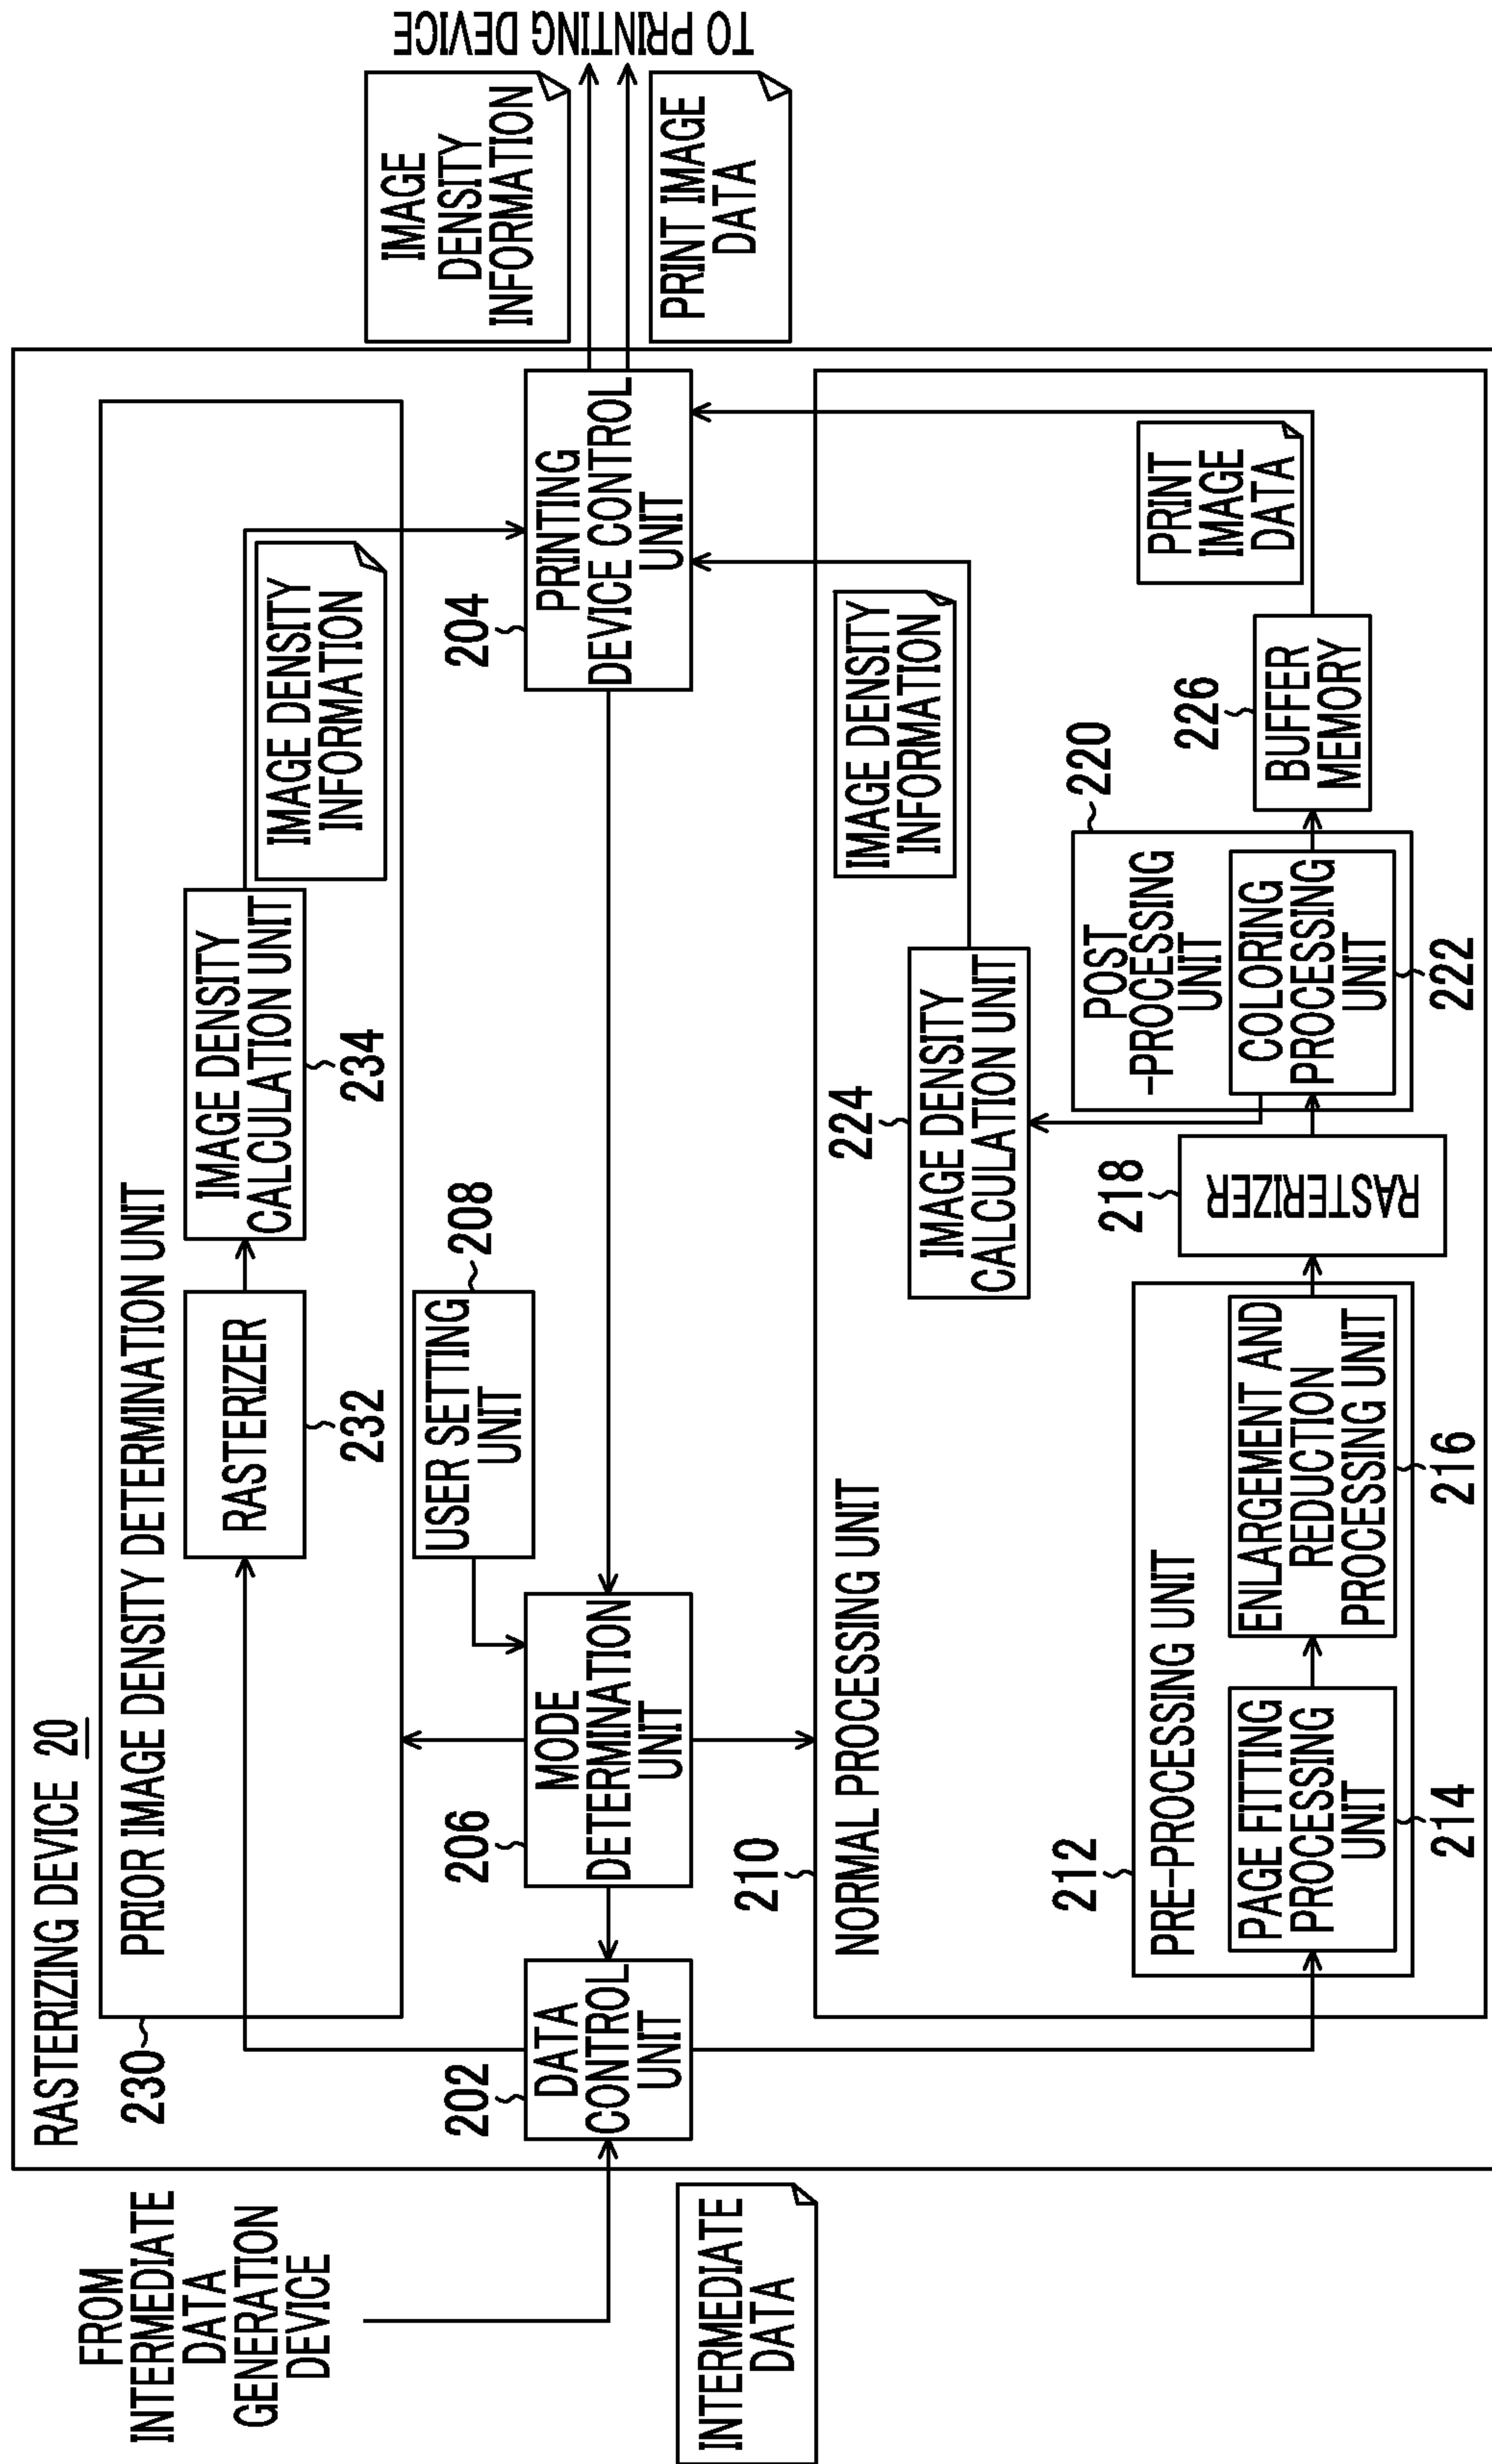 RASTERIZING DEVICE 20
FROM
INTERMEDIATE
DATA
GENERATION
DEVICE
INTERMEDIATE
DATA
230
PRIOR IMAGE DENSITY DETERMINATION UNIT
RASTERIZER
232
IMAGE DENSITY
CALCULATION UNIT
234
IMAGE DENSITY
INFORMATION
202
DATA
CONTROL
UNIT
206
MODE
DETERMINATION
UNIT
USER SETTING
UNIT
208
204
PRINTING
DEVICE CONTROL
UNIT
IMAGE
DENSITY
INFORMATION
TO PRINTING DEVICE
PRINT IMAGE
DATA
210
NORMAL PROCESSING UNIT
212
PRE-PROCESSING UNIT
PAGE FITTING
PROCESSING
UNIT
214
ENLARGEMENT AND
REDUCTION
PROCESSING UNIT
216
218
RASTERIZER
224
IMAGE DENSITY
CALCULATION UNIT
IMAGE DENSITY
INFORMATION
220
POST
-PROCESSING
UNIT
COLORING
PROCESSING
UNIT
222
226
BUFFER
MEMORY
PRINT
IMAGE
DATA